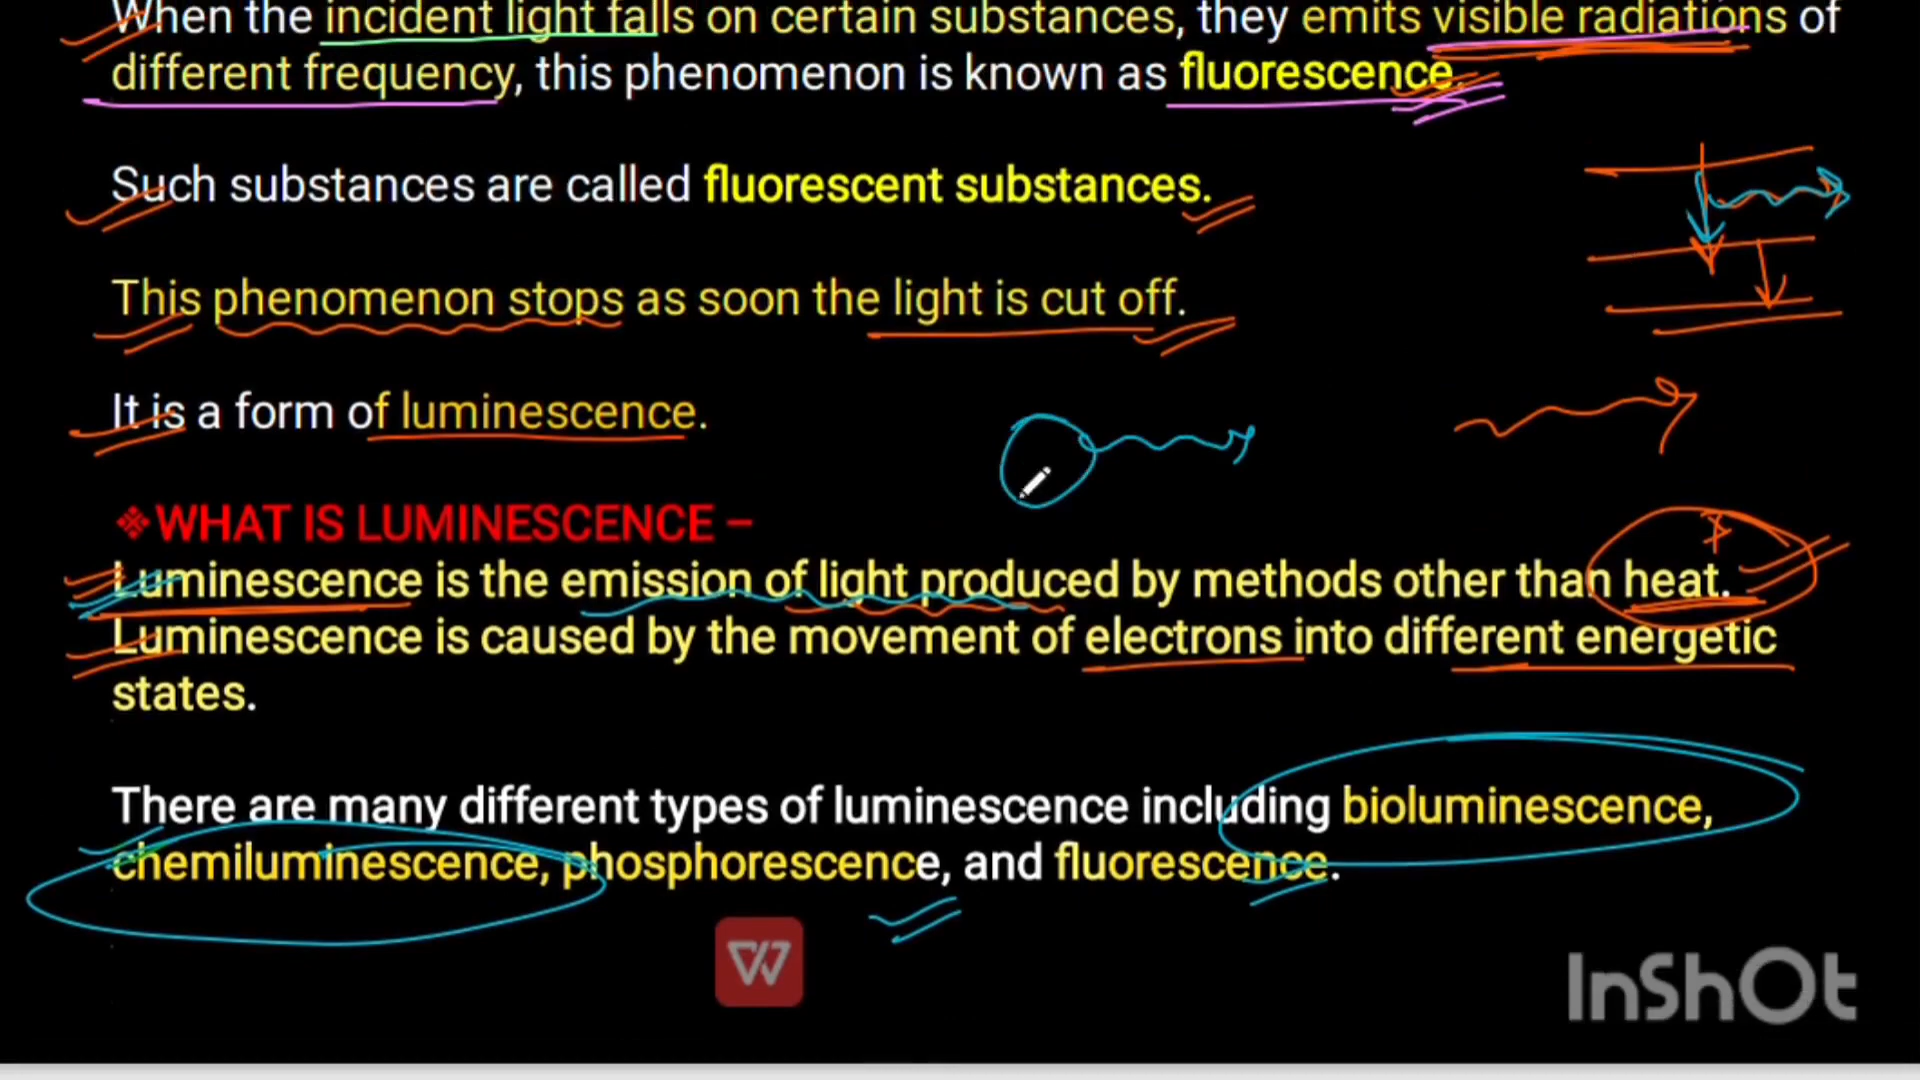 When the incident light falls on certain substances, they emits visible radiations of
different frequency, this phenomenon is known as fluorescence.
Such substances are called fluorescent substances.
This phenomenon stops as soon the light is cut off.
It is a form of luminescence.
❖WHAT IS LUMINESCENCE –
Luminescence is the emission of light produced by methods other than heat.
Luminescence is caused by the movement of electrons into different energetic
states.
There are many different types of luminescence including bioluminescence,
chemiluminescence, phosphorescence, and fluorescence.
W
InShOt